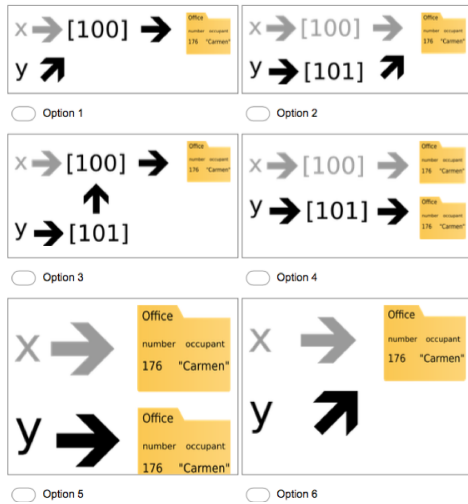 x [100] Office
number occupant
176 "Carmen"
y
Option 1
x [100] Office
number occupant
176 "Carmen"
y [101]
Option 2
x [100] Office
number occupant
176 "Carmen"
y [101]
Option 3
x [100] Office
number occupant
176 "Carmen"
y [101] Office
number occupant
176 "Carmen"
Option 4
x Office
number occupant
176 "Carmen"
y Office
number occupant
176 "Carmen"
Option 5
x Office
number occupant
176 "Carmen"
y
Option 6